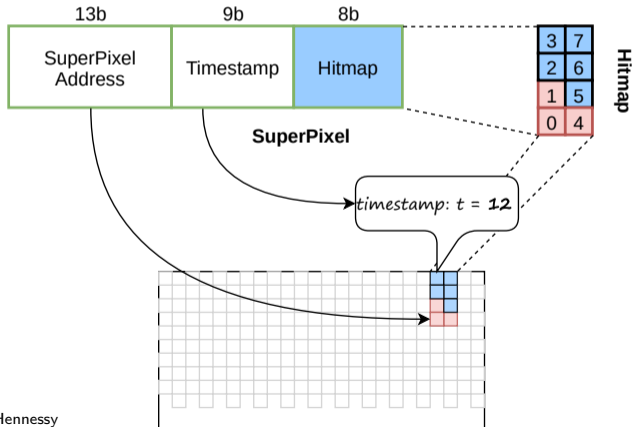 13b 9b 8b
SuperPixel
Address
Timestamp
Hitmap
3 7
2 6
1 5
0 4
Hitmap
SuperPixel
timestamp: t = 12
Hennessy